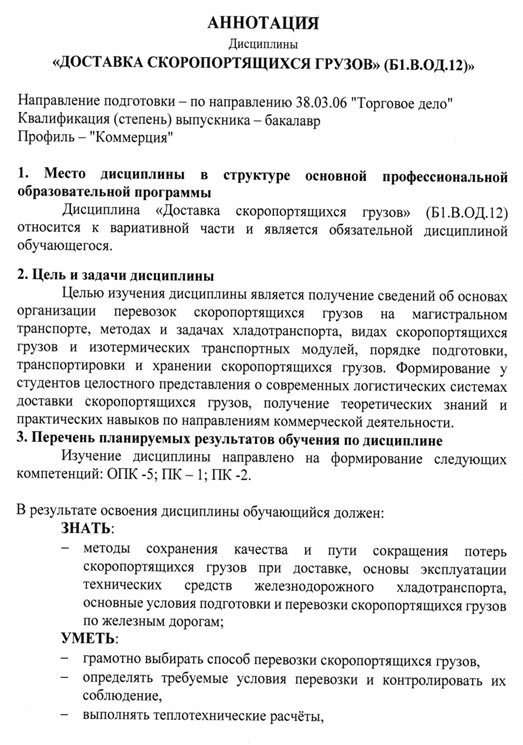 АННОТАЦИЯ
Дисциплины
«ДОСТАВКА СКОРОПОРТЯЩИХСЯ ГРУЗОВ» (Б1.В.ОД.12)»
Направление подготовки – по направлению 38.03.06 "Торговое дело"
Квалификация (степень) выпускника – бакалавр
Профиль – "Коммерция"
1. Место дисциплины в структуре основной профессиональной
образовательной программы
Дисциплина «Доставка скоропортящихся грузов» (Б1.В.ОД.12)
относится к вариативной части и является обязательной дисциплиной
обучающегося.
2. Цель и задачи дисциплины
Целью изучения дисциплины является получение сведений об основах
организации перевозок скоропортящихся грузов на магистральном
транспорте, методах и задачах хладотранспорта, видах скоропортящихся
грузов и изотермических транспортных модулей, порядке подготовки,
транспортировки и хранении скоропортящихся грузов. Формирование у
студентов целостного представления о современных логистических системах
доставки скоропортящихся грузов, получение теоретических знаний и
практических навыков по направлениям коммерческой деятельности.
3. Перечень планируемых результатов обучения по дисциплине
Изучение дисциплины направлено на формирование следующих
компетенций: ОПК -5; ПК – 1; ПК -2.
В результате освоения дисциплины обучающийся должен:
ЗНАТЬ:
– методы сохранения качества и пути сокращения потерь
скоропортящихся грузов при доставке, основы эксплуатации
технических средств железнодорожного хладотранспорта,
основные условия подготовки и перевозки скоропортящихся грузов
по железным дорогам;
УМЕТЬ:
– грамотно выбирать способ перевозки скоропортящихся грузов,
– определять требуемые условия перевозки и контролировать их
соблюдение,
– выполнять теплотехнические расчёты,